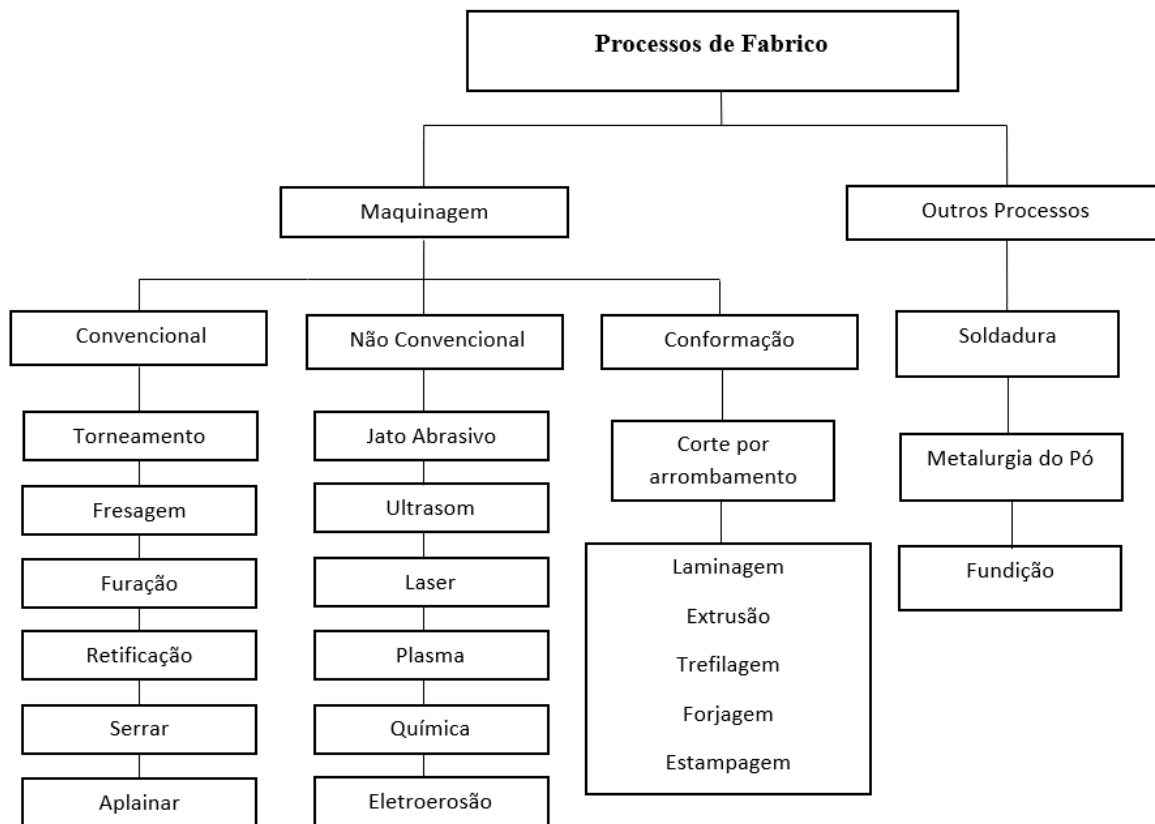 Processos de Fabrico
Maquinagem
Outros Processos
Convencional
Não Convencional
Conformação
Soldadura
Torneamento
Jato Abrasivo
Corte por
arrombamento
Metalurgia do Pó
Fresagem
Ultrasom
Furação
Laser
Laminagem
Fundição
Extrusão
Retificação
Plasma
Trefilagem
Forjagem
Serrar
Química
Estampagem
Aplainar
Eletroerosão